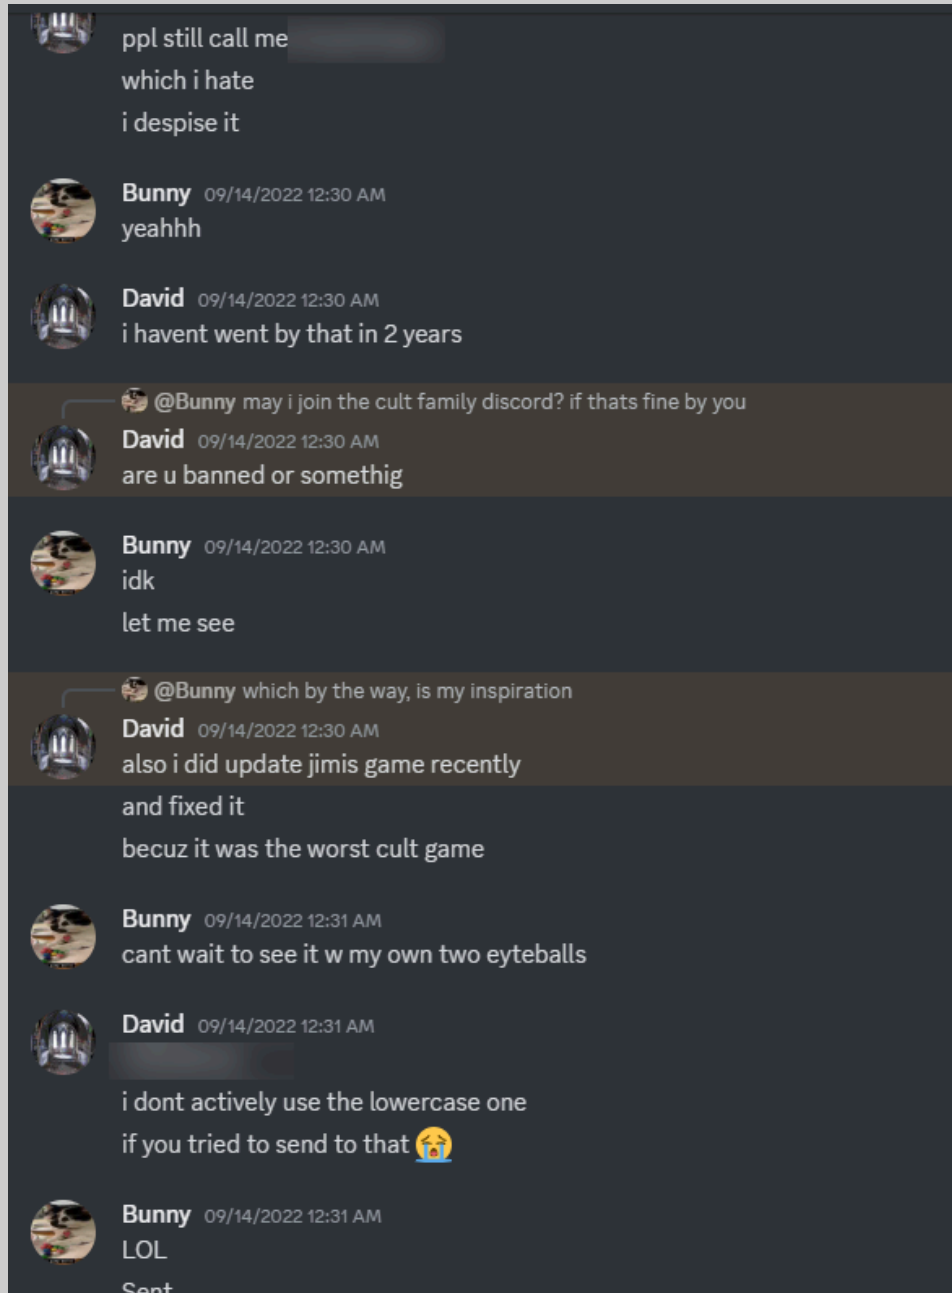 ppl still call me
which i hate
i despise it
Bunny 09/14/2022 12:30 AM
yeahhh
David 09/14/2022 12:30 AM
i havent went by that in 2 years
@Bunny may i join the cult family discord? if thats fine by you
David 09/14/2022 12:30 AM
are u banned or somethig
Bunny 09/14/2022 12:30 AM
idk
let me see
@Bunny which by the way, is my inspiration
David 09/14/2022 12:30 AM
also i did update jimis game recently
and fixed it
becuz it was the worst cult game
Bunny 09/14/2022 12:31 AM
cant wait to see it w my own two eyteballs
David 09/14/2022 12:31 AM
i dont actively use the lowercase one
if you tried to send to that 😭
Bunny 09/14/2022 12:31 AM
LOL
Sent